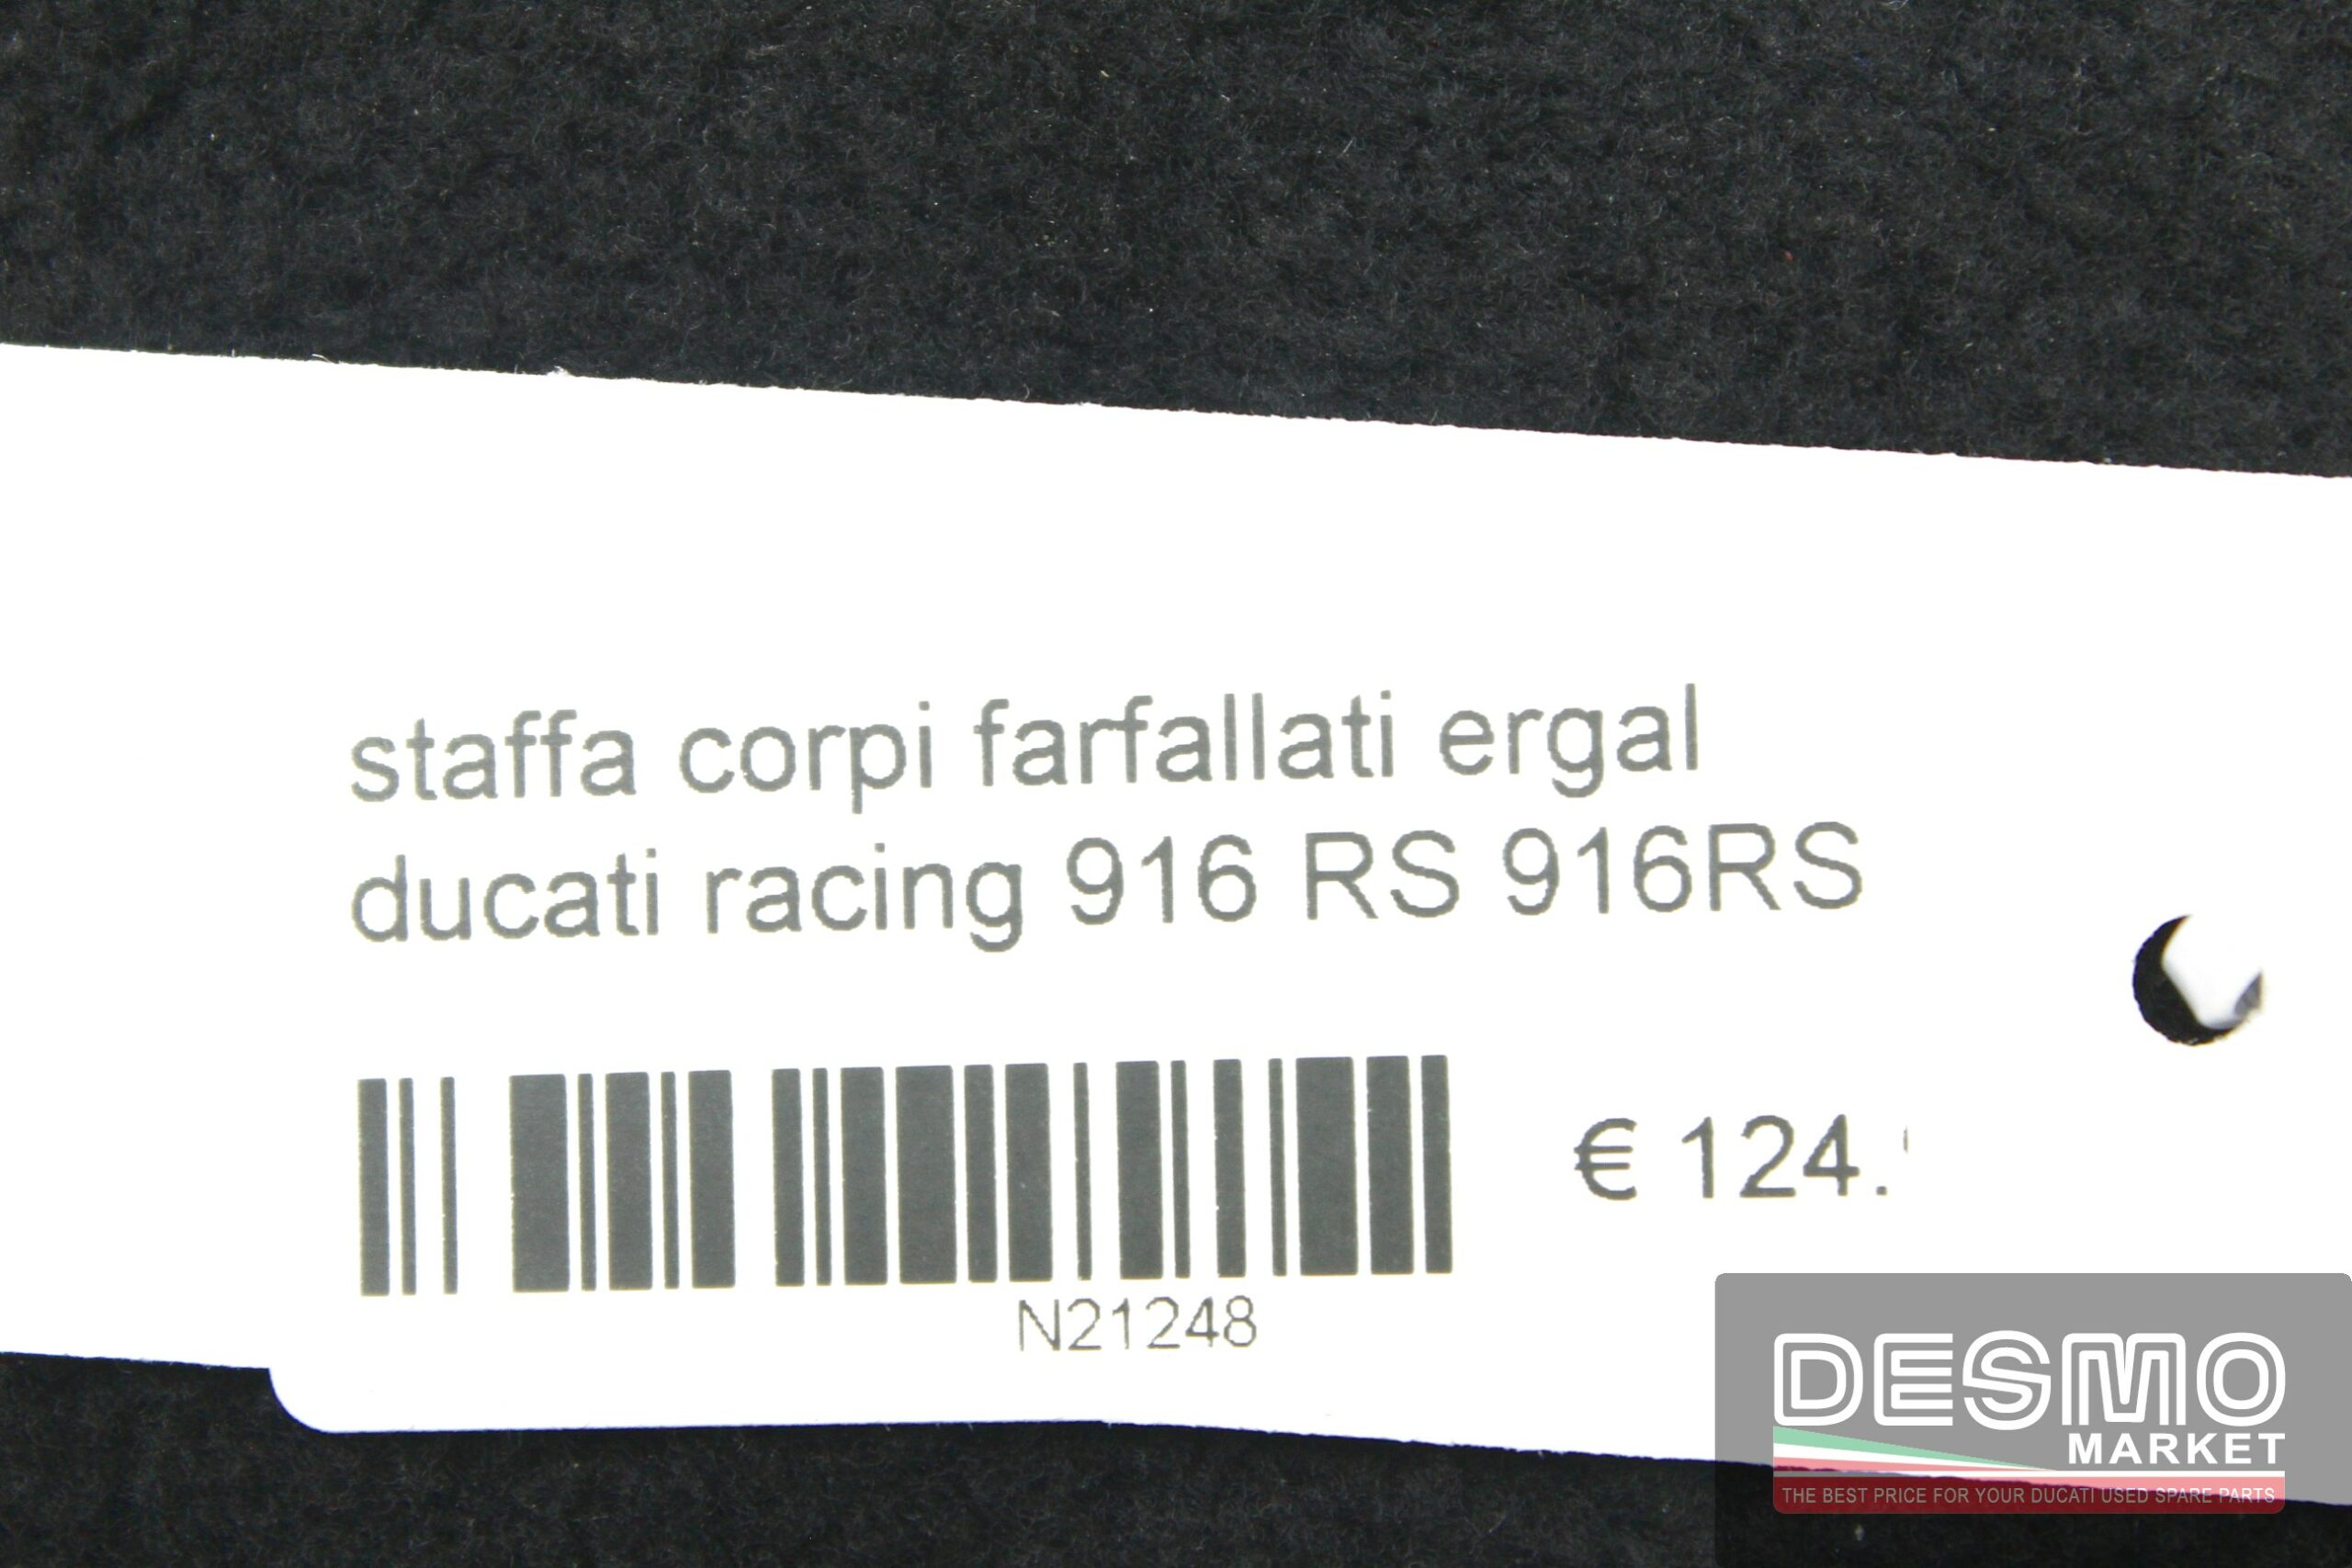 staffa corpi farfallati ergal
ducati racing 916 RS 916RS
€ 124.
N21248
DESMO
MARKET
THE BEST PRICE FOR YOUR DUCATI USED SPARE PARTS